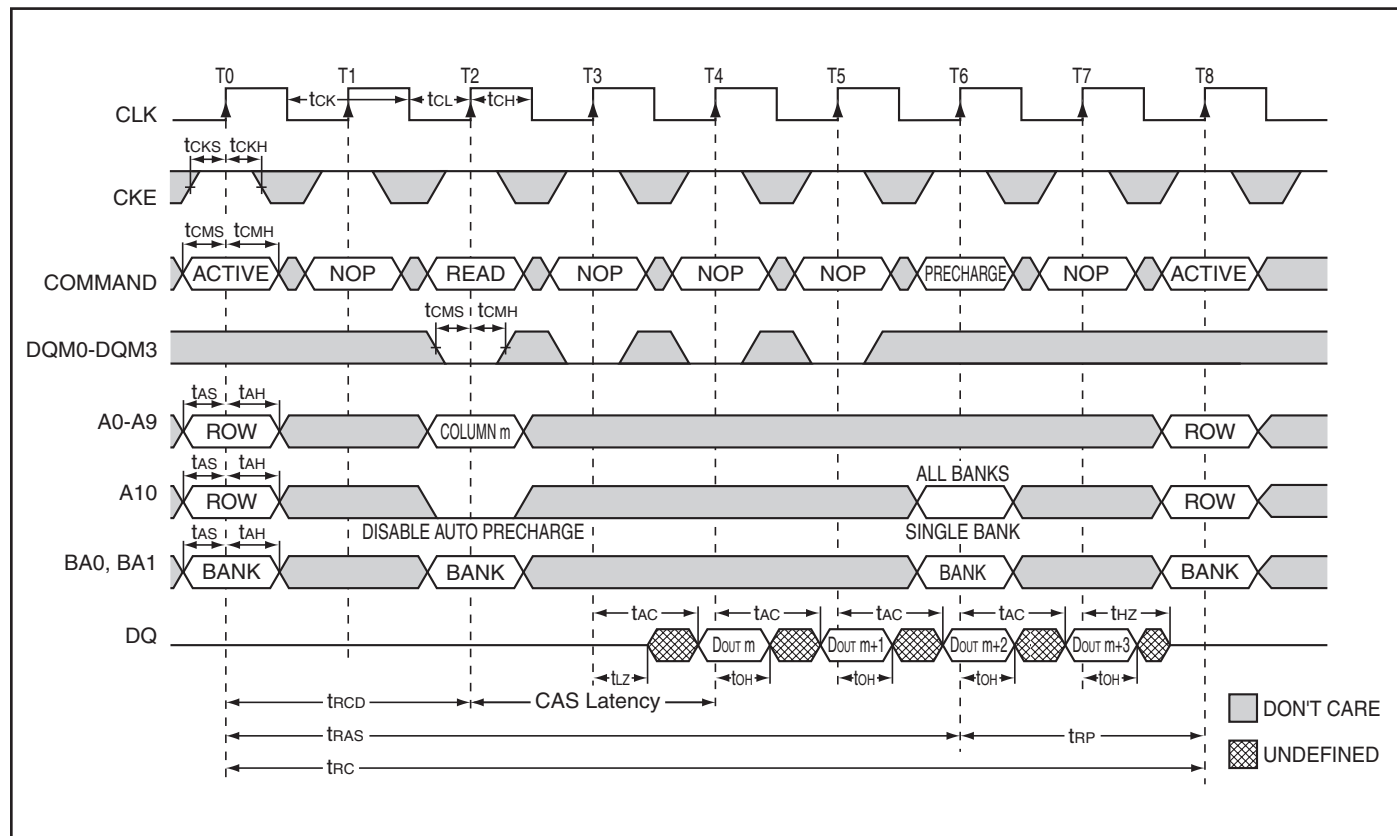 T0 T1 T2 T3 T4 T5 T6 T7 T8
CLK tCK tCL tCH
tCKS tCKH
CKE
tCMS tCMH
COMMAND ACTIVE NOP READ NOP NOP NOP PRECHARGE NOP ACTIVE
tCMS tCMH
DQM0-DQM3
tAS tAH
A0-A9 ROW COLUMN m ROW
tAS tAH ALL BANKS
A10 ROW ROW
tAS tAH DISABLE AUTO PRECHARGE SINGLE BANK
BA0, BA1 BANK BANK BANK BANK
tAC tAC tAC tAC tHZ
DQ DOUT m DOUT m+1 DOUT m+2 DOUT m+3
tLZ tOH tOH tOH tOH
tRCD CAS Latency
DON'T CARE
tRAS tRP
UNDEFINED
tRC